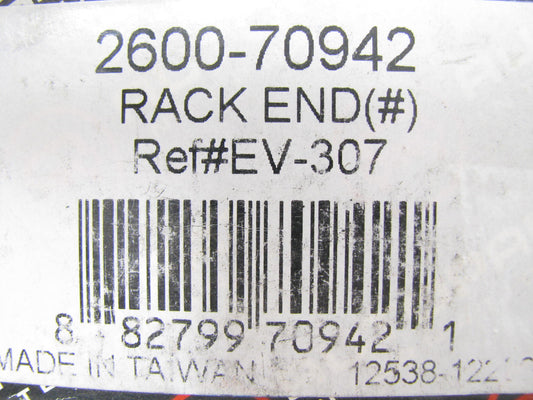 2600-70942
RACK END(#)
Ref#EV-307
8 82799 70942 1
MADE IN TAIWAN